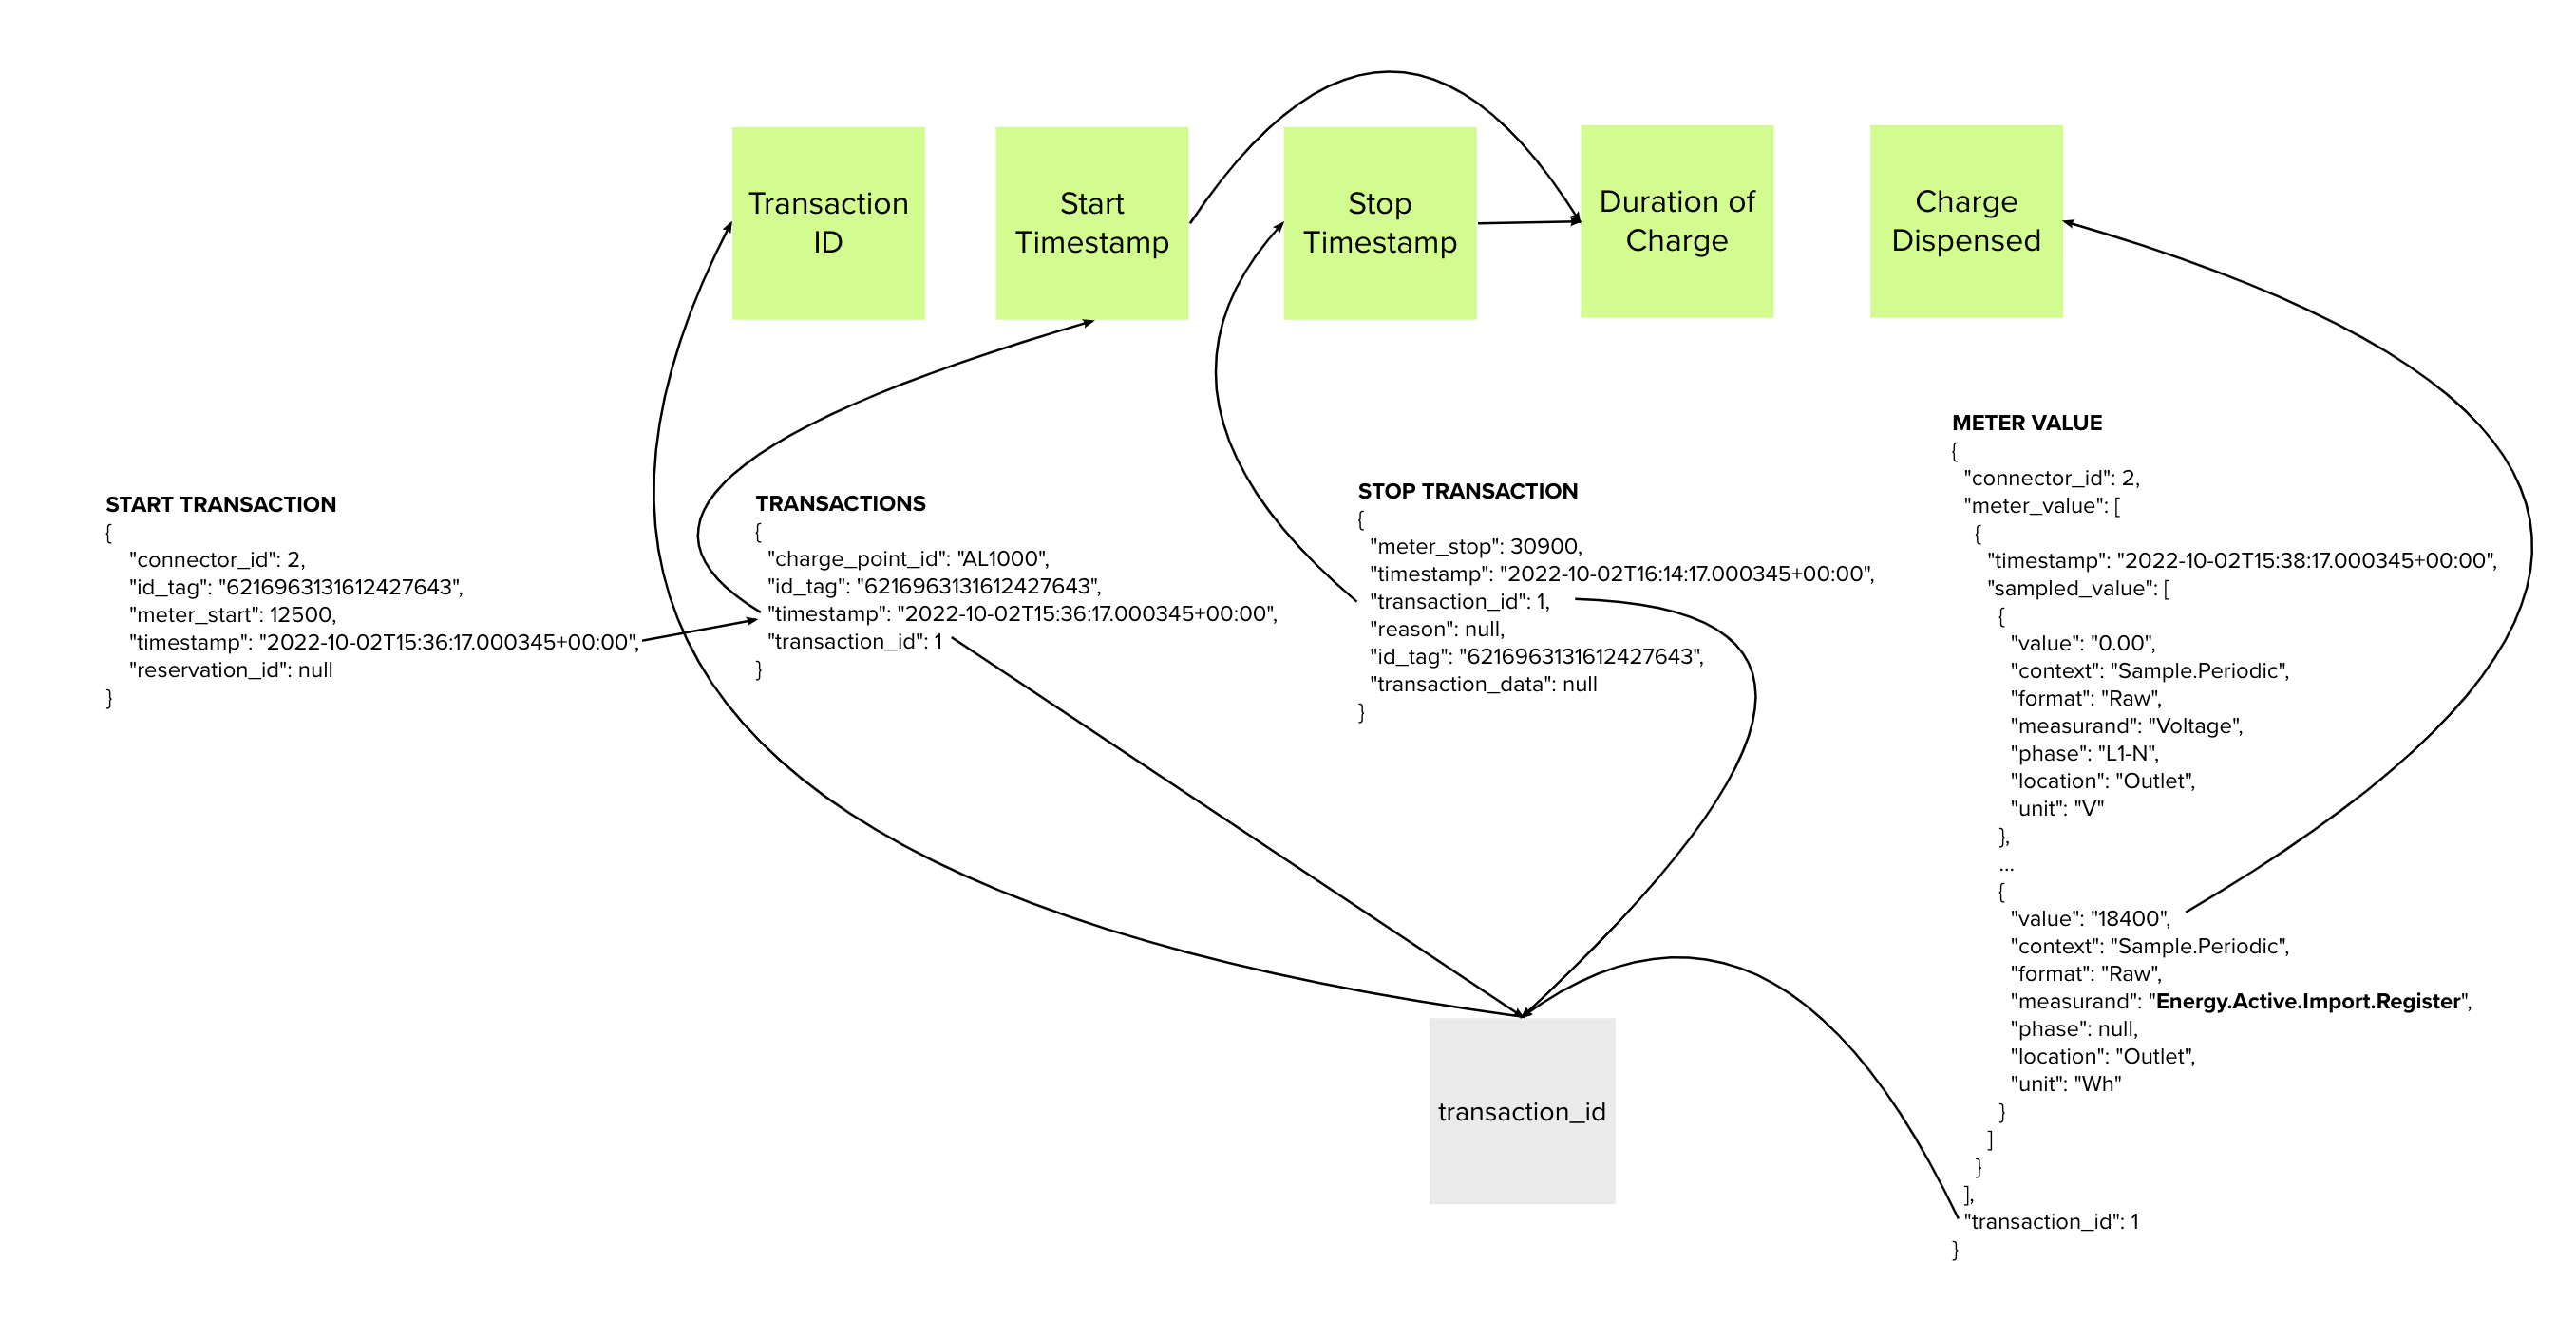 Transaction
ID
Start
Timestamp
Stop
Timestamp
Duration of
Charge
Charge
Dispensed
START TRANSACTION
{
"connector_id": 2,
"id_tag": "6216963131612427643",
"meter_start": 12500,
"timestamp": "2022-10-02T15:36:17.000345+00:00",
"reservation_id": null
}
TRANSACTIONS
{
"charge_point_id": "AL1000",
"id_tag": "6216963131612427643",
"timestamp": "2022-10-02T15:36:17.000345+00:00",
"transaction_id": 1
}
STOP TRANSACTION
{
"meter_stop": 30900,
"timestamp": "2022-10-02T16:14:17.000345+00:00",
"transaction_id": 1,
"reason": null,
"id_tag": "6216963131612427643",
"transaction_data": null
}
METER VALUE
{
"connector_id": 2,
"meter_value": [
{
"timestamp": "2022-10-02T15:38:17.000345+00:00",
"sampled_value": [
{
"value": "0.00",
"context": "Sample.Periodic",
"format": "Raw",
"measurand": "Voltage",
"phase": "L1-N",
"location": "Outlet",
"unit": "V"
},
...
{
"value": "18400",
"context": "Sample.Periodic",
"format": "Raw",
"measurand": "Energy.Active.Import.Register",
"phase": null,
"location": "Outlet",
"unit": "Wh"
}
]
}
],
"transaction_id": 1
}
transaction_id